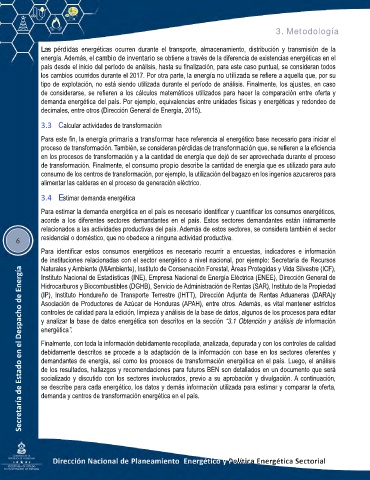 3. Metodología
Las pérdidas energéticas ocurren durante el transporte, almacenamiento, distribución y transmisión de la
energía. Además, el cambio de inventario se obtiene a través de la diferencia de existencias energéticas en el
país desde el inicio del período de análisis, hasta su finalización, para este caso puntual, se consideran todos
los cambios ocurridos durante el 2017. Por otra parte, la energía no utilizada se refiere a aquella que, por su
tipo de explotación, no está siendo utilizada durante el periodo de análisis. Finalmente, los ajustes, en caso
de considerarse, se refieren a los cálculos matemáticos utilizados para hacer la comparación entre oferta y
demanda energética del país. Por ejemplo, equivalencias entre unidades físicas y energéticas y redondeo de
decimales, entre otros (Dirección General de Energía, 2015).
3.3 Calcular actividades de transformación
Para este fin, la energía primaria a transformar hace referencia al energético base necesario para iniciar el
proceso de transformación. También, se consideran pérdidas de transformación que, se refieren a la eficiencia
en los procesos de transformación y a la cantidad de energía que dejó de ser aprovechada durante el proceso
de transformación. Finalmente, el consumo propio describe la cantidad de energía que es utilizado para auto
consumo de los centros de transformación, por ejemplo, la utilización del bagazo en los ingenios azucareros para
alimentar las calderas en el proceso de generación eléctrico.
3.4 Estimar demanda energética
Para estimar la demanda energética en el país es necesario identificar y cuantificar los consumos energéticos,
acorde a los diferentes sectores demandantes en el país. Estos sectores demandantes están íntimamente
relacionados a las actividades productivas del país. Además de estos sectores, se considera también el sector
residencial o doméstico, que no obedece a ninguna actividad productiva.
Para identificar estos consumos energéticos es necesario recurrir a encuestas, indicadores e información
de instituciones relacionadas con el sector energético a nivel nacional, por ejemplo: Secretaría de Recursos
Naturales y Ambiente (MiAmbiente), Instituto de Conservación Forestal, Áreas Protegidas y Vida Silvestre (ICF),
Instituto Nacional de Estadísticas (INE), Empresa Nacional de Energía Eléctrica (ENEE), Dirección General de
Hidrocarburos y Biocombustibles (DGHB), Servicio de Administración de Rentas (SAR), Instituto de la Propiedad
(IP), Instituto Hondureño de Transporte Terrestre (IHTT), Dirección Adjunta de Rentas Aduaneras (DARA)y
Asociación de Productores de Azúcar de Honduras (APAH), entre otros. Además, es vital mantener estrictos
controles de calidad para la edición, limpieza y análisis de la base de datos, algunos de los procesos para editar
y analizar la base de datos energética son descritos en la sección "3.1 Obtención y análisis de información
energética".
Finalmente, con toda la información debidamente recopilada, analizada, depurada y con los controles de calidad
debidamente descritos se procede a la adaptación de la información con base en los sectores oferentes y
demandantes de energía, así como los procesos de transformación energética en el país. Luego, el análisis
de los resultados, hallazgos y recomendaciones para futuros BEN son detallados en un documento que será
socializado y discutido con los sectores involucrados, previo a su aprobación y divulgación. A continuación,
se describe para cada energético, los datos y demás información utilizada para estimar y comparar la oferta,
demanda y centros de transformación energética en el país.
6
Secretaría de Estado en el Despacho de Energía
Dirección Nacional de Planeamiento Energético y Política Energética Sectorial